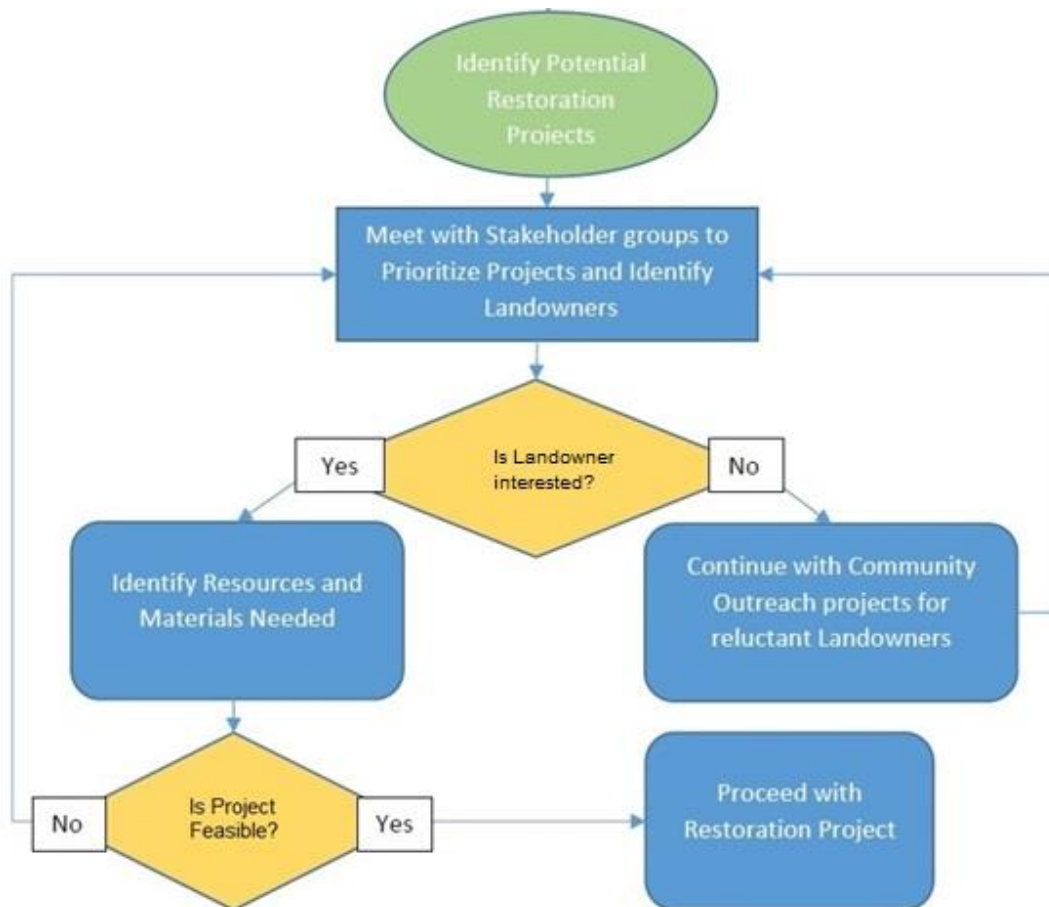 Identify Potential
Restoration
Projects
Meet with Stakeholder groups to
Prioritize Projects and Identify
Landowners
Yes
Is Landowner
interested?
No
Identify Resources and
Materials Needed
Continue with Community
Outreach projects for
reluctant Landowners
No
Is Project
Feasible?
Yes
Proceed with
Restoration Project